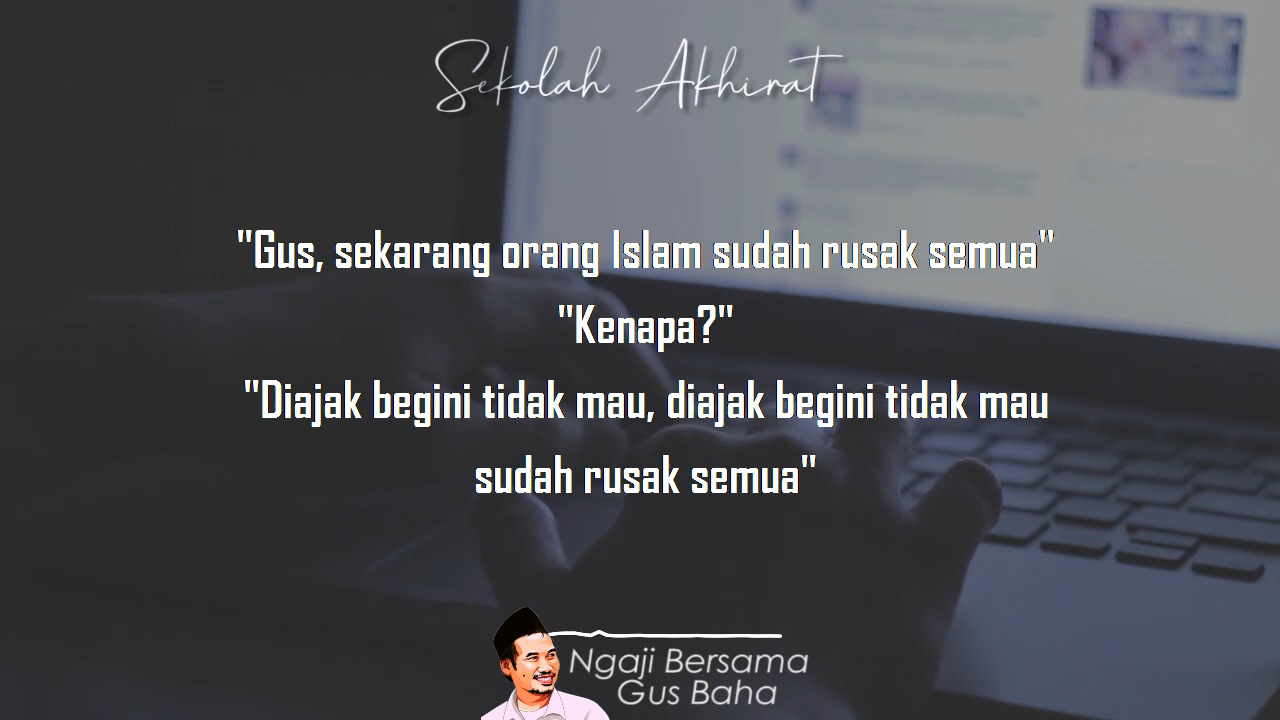 Sekolah Akhirat
"Gus, sekarang orang Islam sudah rusak semua"
"Kenapa?"
"Diajak begini tidak mau, diajak begini tidak mau
sudah rusak semua"
Ngaji Bersama
Gus Baha